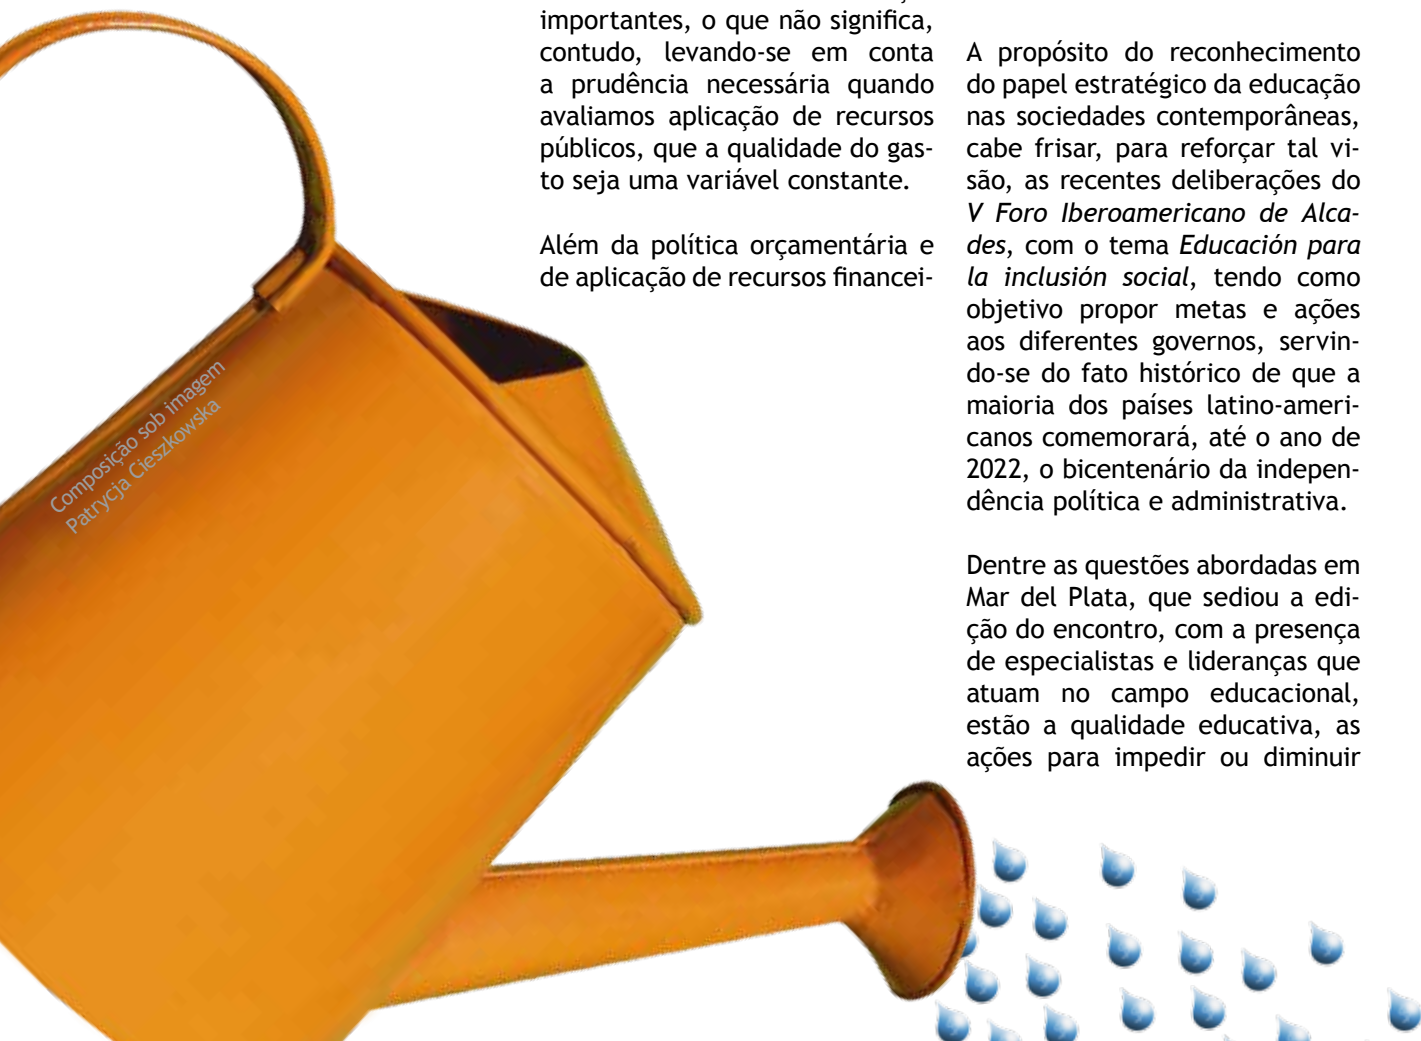 importantes, o que não significa,
contudo, levando-se em conta
a prudência necessária quando
avaliamos aplicação de recursos
públicos, que a qualidade do gas-
to seja uma variável constante.
Além da política orçamentária e
de aplicação de recursos financei-
A propósito do reconhecimento
do papel estratégico da educação
nas sociedades contemporâneas,
cabe frisar, para reforçar tal vi-
são, as recentes deliberações do
V Foro Iberoamericano de Alca-
des, com o tema Educación para
la inclusión social, tendo como
objetivo propor metas e ações
aos diferentes governos, servin-
do-se do fato histórico de que a
maioria dos países latino-ameri-
canos comemorará, até o ano de
2022, o bicentenário da indepen-
dência política e administrativa.
Dentre as questões abordadas em
Mar del Plata, que sediou a edi-
ção do encontro, com a presença
de especialistas e lideranças que
atuam no campo educacional,
estão a qualidade educativa, as
ações para impedir ou diminuir
Composição sob imagem
Patrycja Cieszkowska